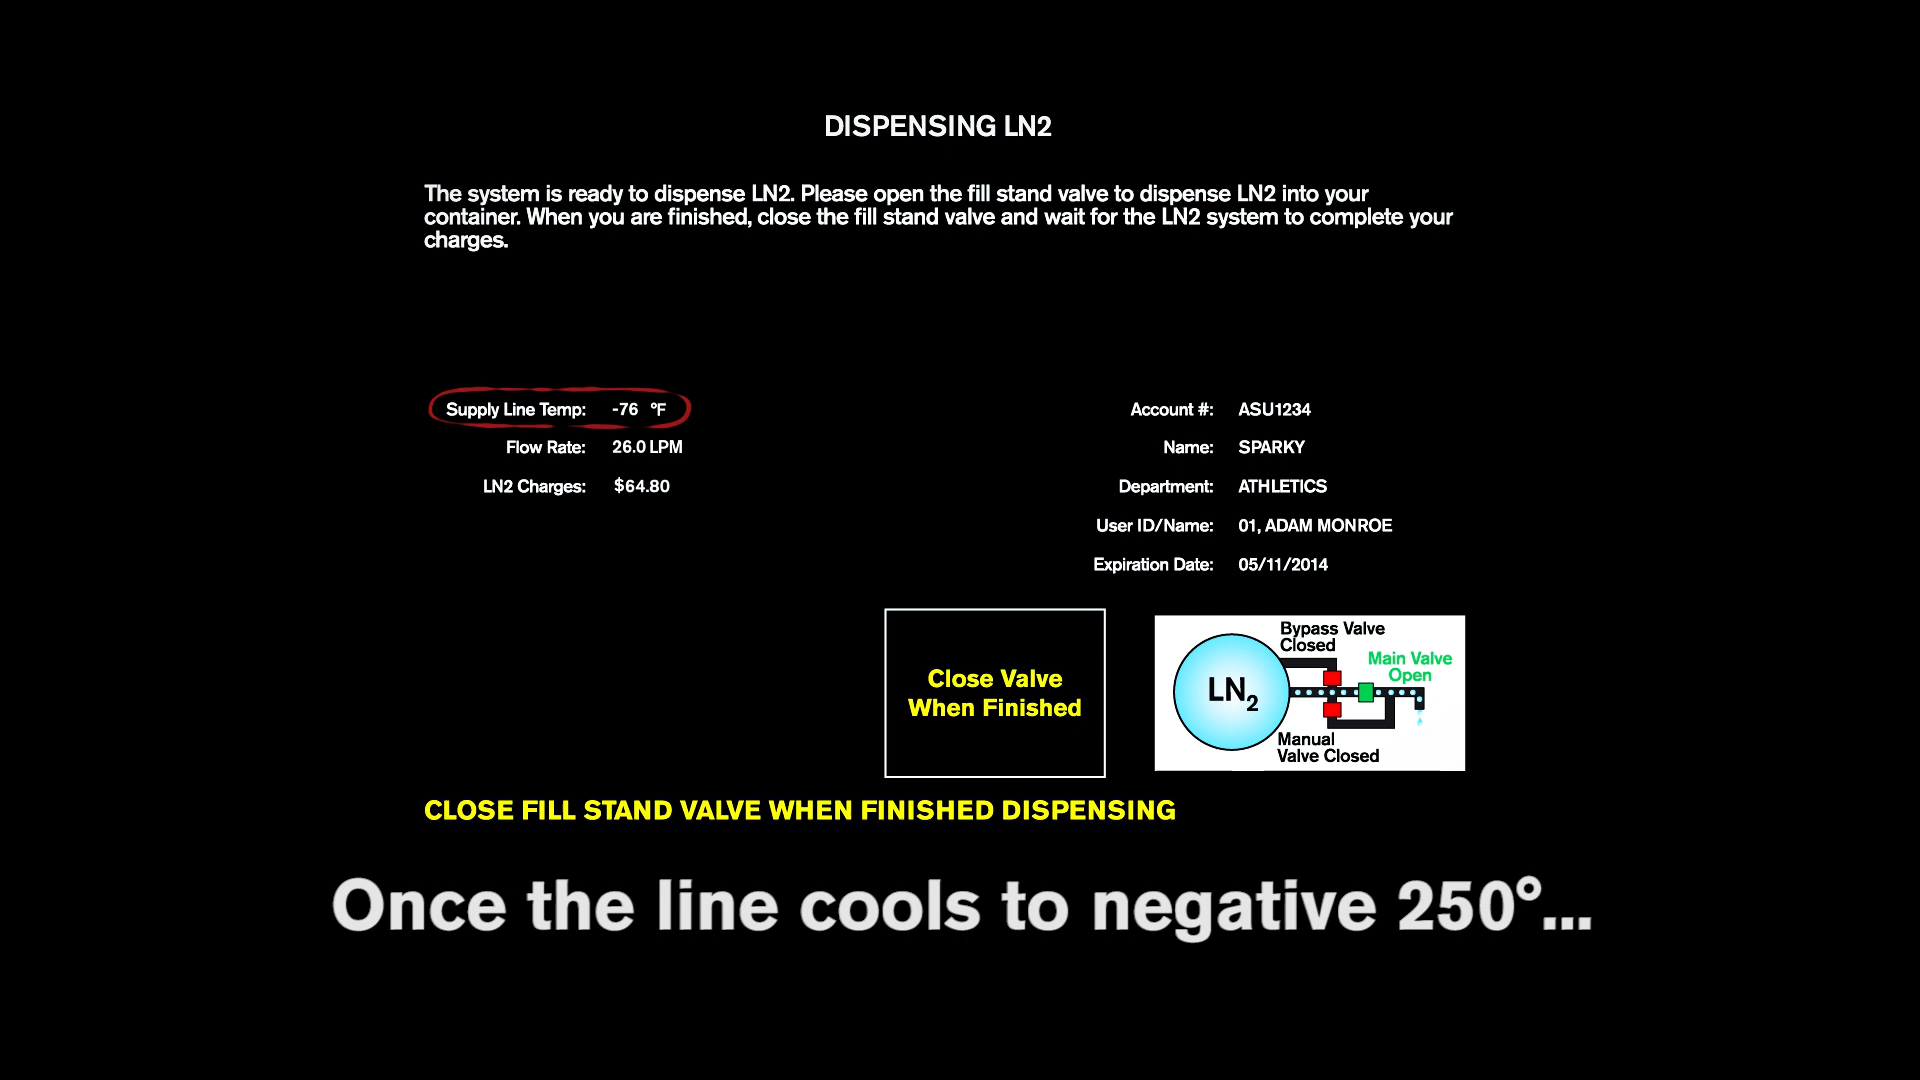 DISPENSING LN2
The system is ready to dispense LN2. Please open the fill stand valve to dispense LN2 into your
container. When you are finished, close the fill stand valve and wait for the LN2 system to complete your
charges.
Supply Line Temp: -76 °F
Flow Rate: 26.0 LPM
LN2 Charges: $64.80
Account #: ASU1234
Name: SPARKY
Department: ATHLETICS
User ID/Name: 01, ADAM MONROE
Expiration Date: 05/11/2014
Close Valve
When Finished
Bypass Valve
Closed
Main Valve
Open
LN2
Manual
Valve Closed
CLOSE FILL STAND VALVE WHEN FINISHED DISPENSING
Once the line cools to negative 250°...